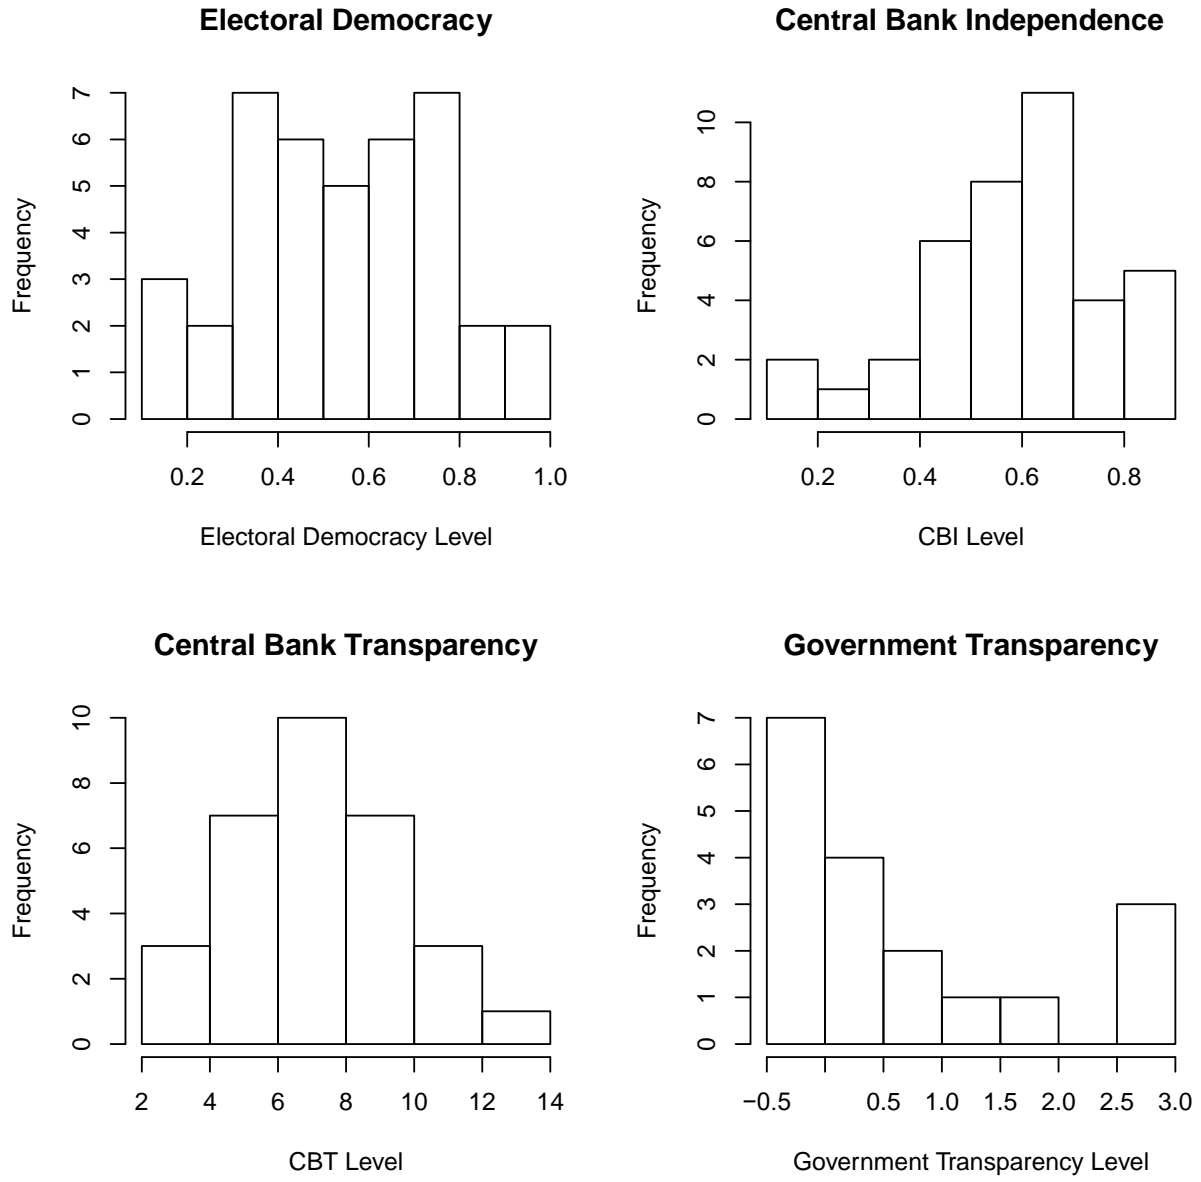 Electoral Democracy
Frequency
7
6
5
4
3
2
1
0
0.2 0.4 0.6 0.8 1.0
Electoral Democracy Level
Central Bank Independence
Frequency
10
8
6
4
2
0
0.2 0.4 0.6 0.8
CBI Level
Central Bank Transparency
Frequency
10
8
6
4
2
0
2 4 6 8 10 12 14
CBT Level
Government Transparency
Frequency
7
6
5
4
3
2
1
0
−0.5 0.5 1.0 1.5 2.0 2.5 3.0
Government Transparency Level